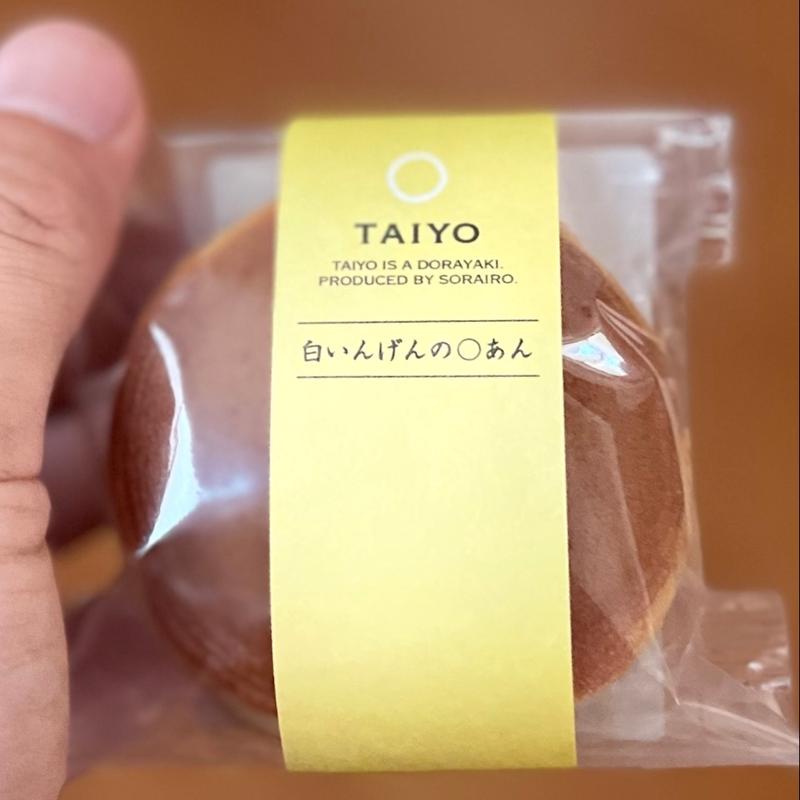 TAIYO
TAIYO IS A DORAYAKI.
PRODUCED BY SORAIRO.
白いんげんの〇あん